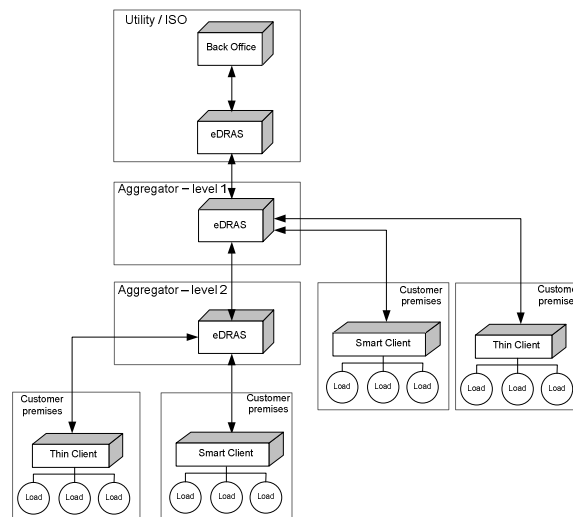 Utility / ISO
Back Office
eDRAS
Aggregator – level 1
eDRAS
Aggregator – level 2
eDRAS
Customer
premises
Smart Client
Load
Load
Load
Custome
premise
Thin Client
Load
Load
Load
Customer
premises
Thin Client
Load
Load
Load
Customer
premises
Smart Client
Load
Load
Load